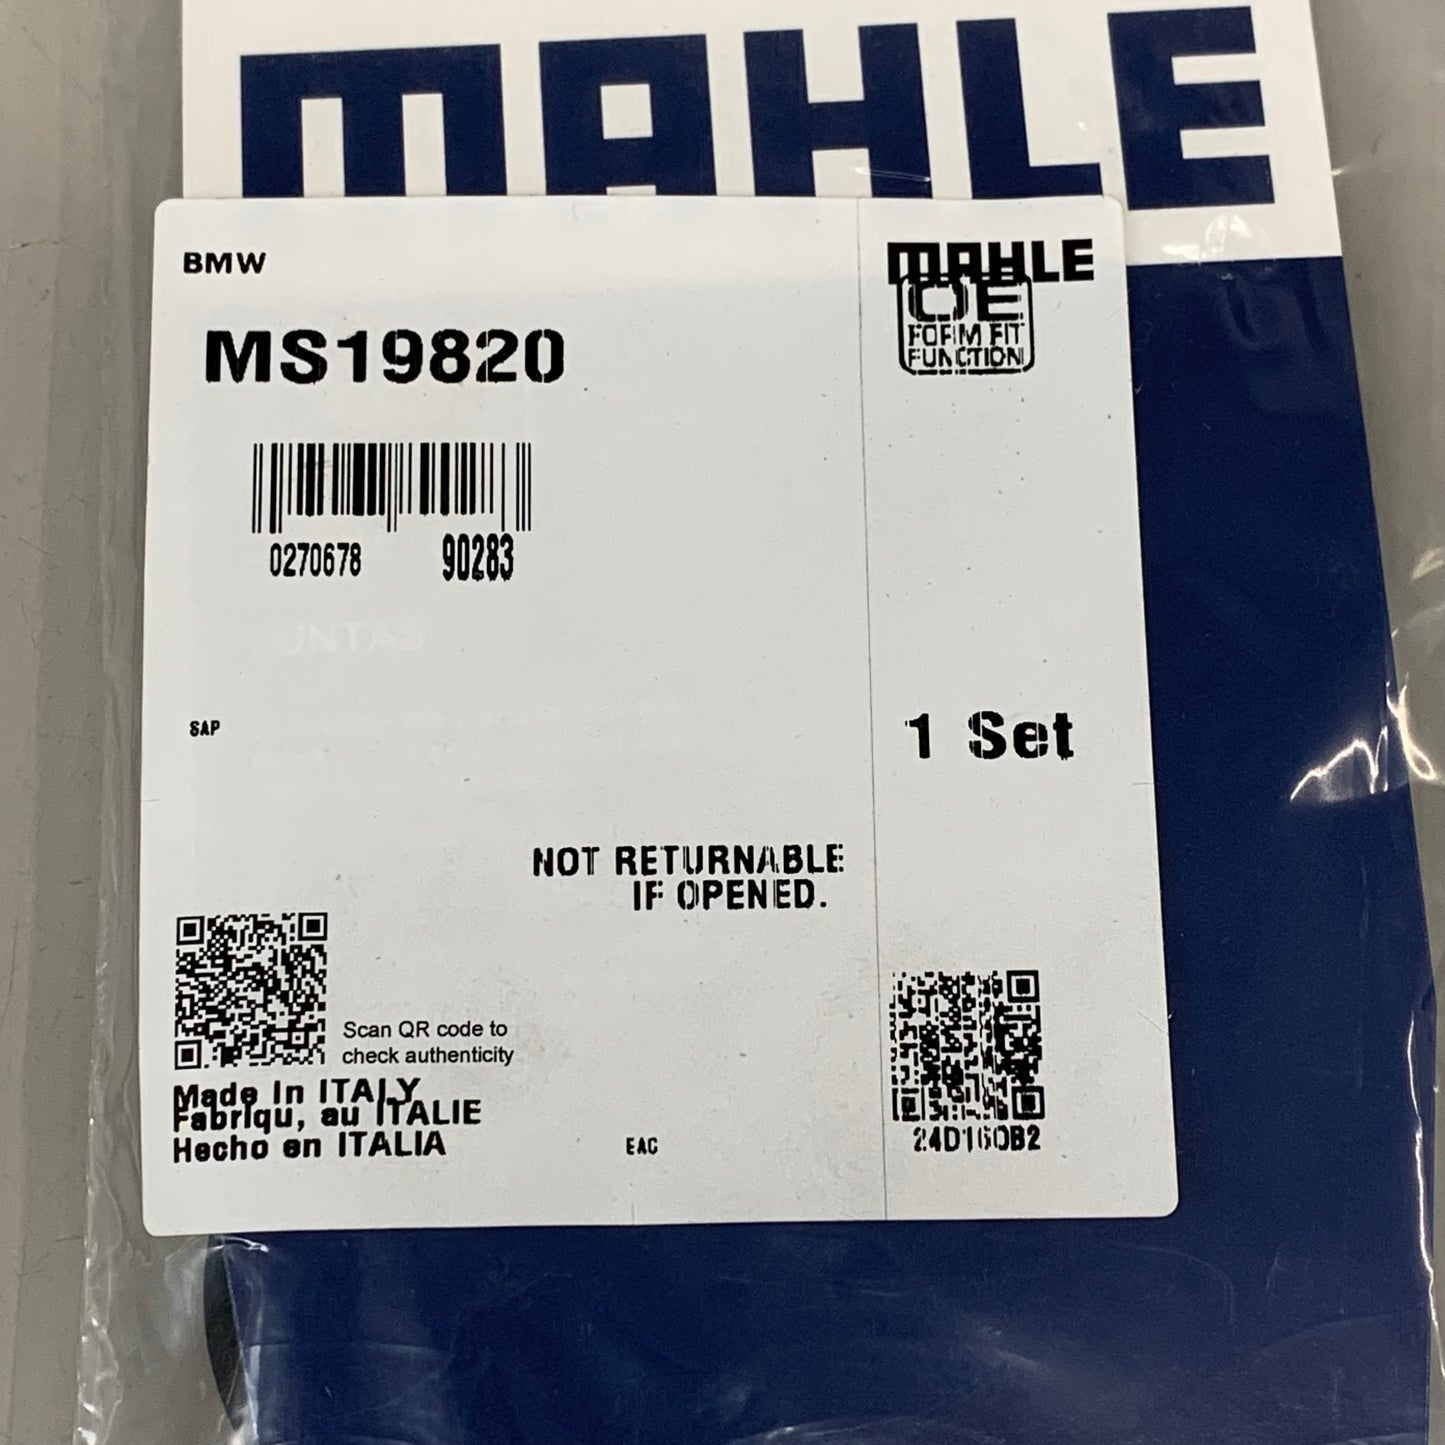 MAHLE
BMW
MAHLE
OE
FORM FIT
FUNCTION
MS19820
0270678 90283
SAP
1 Set
NOT RETURNABLE
IF OPENED.
Scan QR code to
check authenticity
Made In ITALY
Fabriqu, au ITALIE
Hecho en ITALIA
EAC
24D160B2